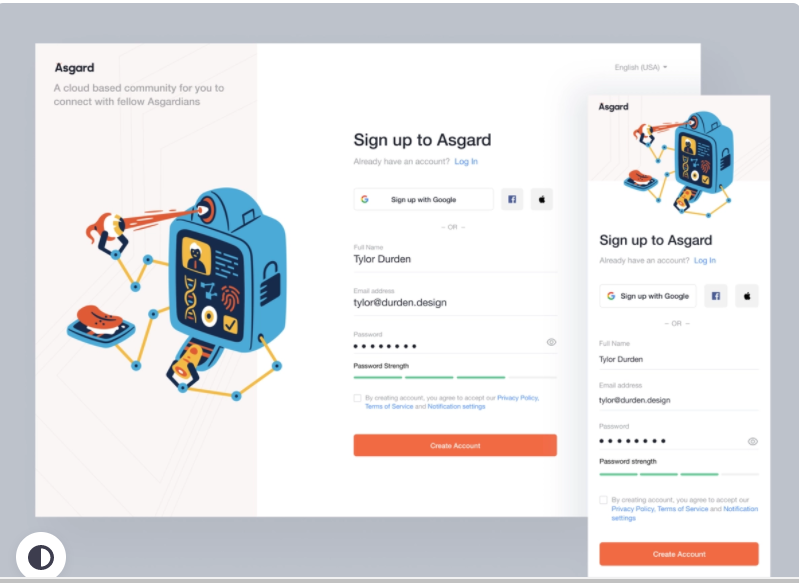 Asgard
A cloud based community for you to
connect with fellow Asgardians
English (USA)
Sign up to Asgard
Already have an account? Log In
Sign up with Google
– OR –
Full Name
Tylor Durden
Email address
tylor@durden.design
Password
Password Strength
By creating account, you agree to accept our Privacy Policy,
Terms of Service and Notification settings
Create Account
Asgard
Sign up to Asgard
Already have an account? Log In
Sign up with Google
– OR –
Full Name
Tylor Durden
Email address
tylor@durden.design
Password
Password strength
By creating account, you agree to accept our
Privacy Policy, Terms of Service and Notification
settings
Create Account